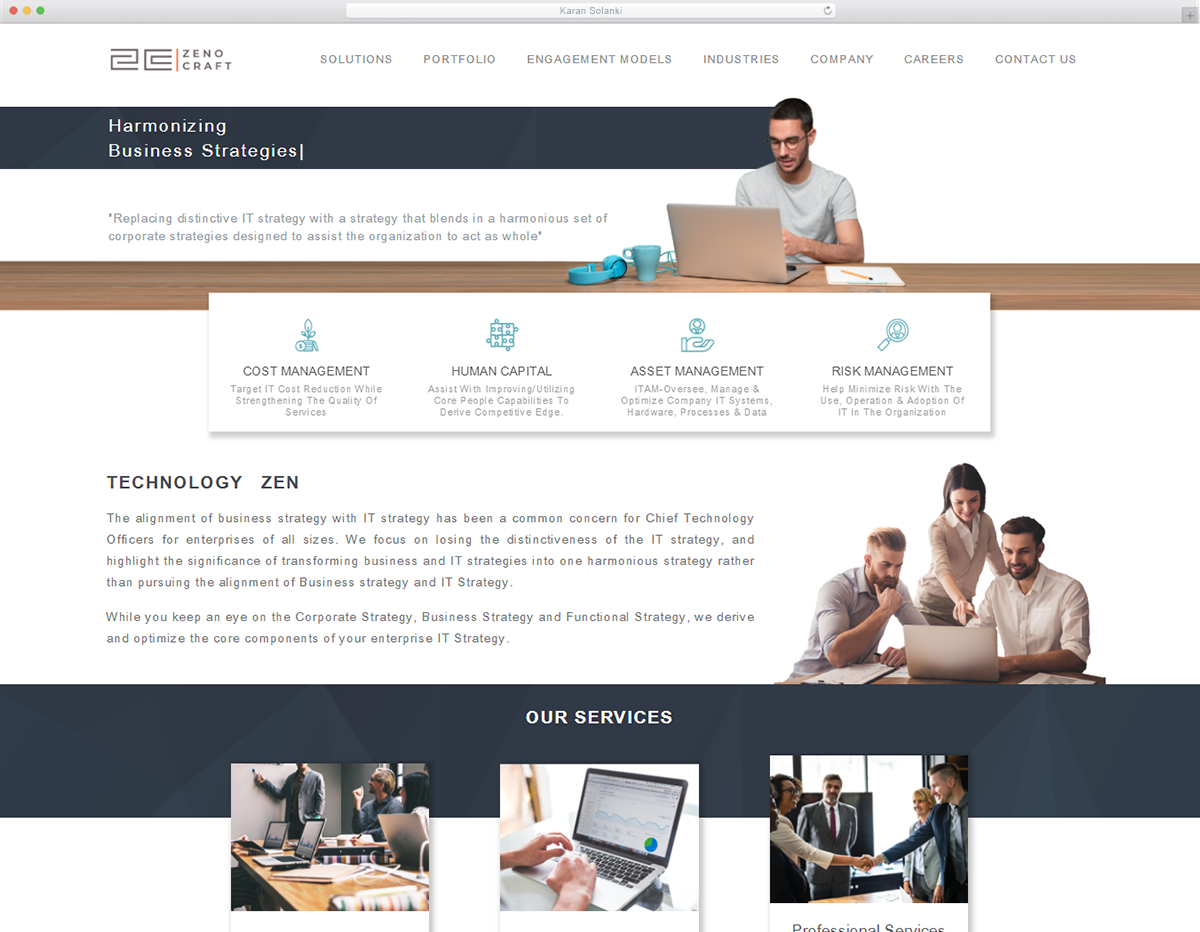 Karan Solanki
ZENO
CRAFT
SOLUTIONS PORTFOLIO ENGAGEMENT MODELS INDUSTRIES COMPANY CAREERS CONTACT US
Harmonizing
Business Strategies|
"Replacing distinctive IT strategy with a strategy that blends in a harmonious set of
corporate strategies designed to assist the organization to act as whole"
COST MANAGEMENT
Target IT Cost Reduction While
Strengthening The Quality Of
Services
HUMAN CAPITAL
Assist With Improving/Utilizing
Core People Capabilities To
Derive Competitive Edge.
ASSET MANAGEMENT
ITAM-Oversee, Manage &
Optimize Company IT Systems,
Hardware, Processes & Data
RISK MANAGEMENT
Help Minimize Risk With The
Use, Operation & Adoption Of
IT In The Organization
TECHNOLOGY ZEN
The alignment of business strategy with IT strategy has been a common concern for Chief Technology
Officers for enterprises of all sizes. We focus on losing the distinctiveness of the IT strategy, and
highlight the significance of transforming business and IT strategies into one harmonious strategy rather
than pursuing the alignment of Business strategy and IT Strategy.
While you keep an eye on the Corporate Strategy, Business Strategy and Functional Strategy, we derive
and optimize the core components of your enterprise IT Strategy.
OUR SERVICES
Professional Services